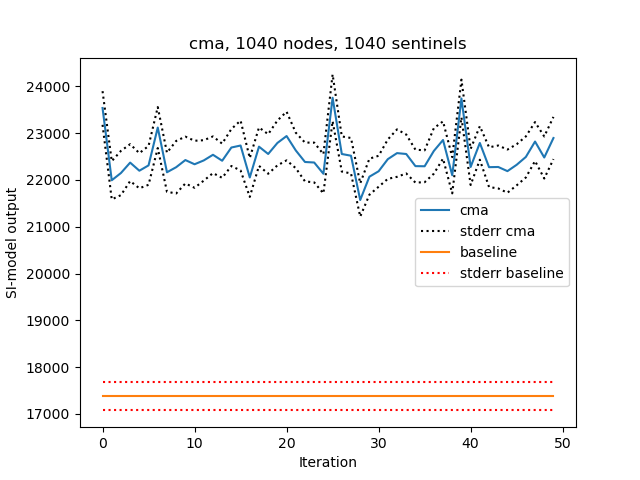 cma, 1040 nodes, 1040 sentinels
24000
23000
22000
21000
20000
19000
18000
17000
SI-model output
cma
stderr cma
baseline
stderr baseline
0 10 20 30 40 50
Iteration